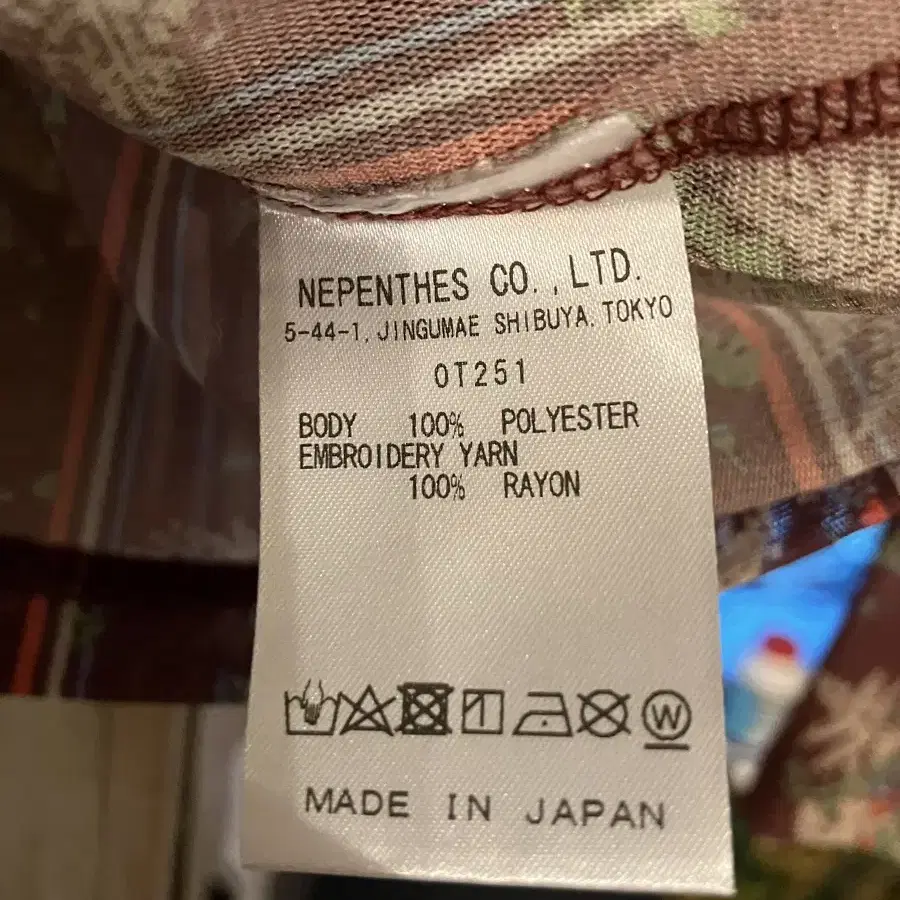 NEPENTHES CO.,LTD.
5-44-1, JINGUMAE SHIBUYA, TOKYO
OT251
BODY 100% POLYESTER
EMBROIDERY YARN
100% RAYON
W
MADE IN JAPAN